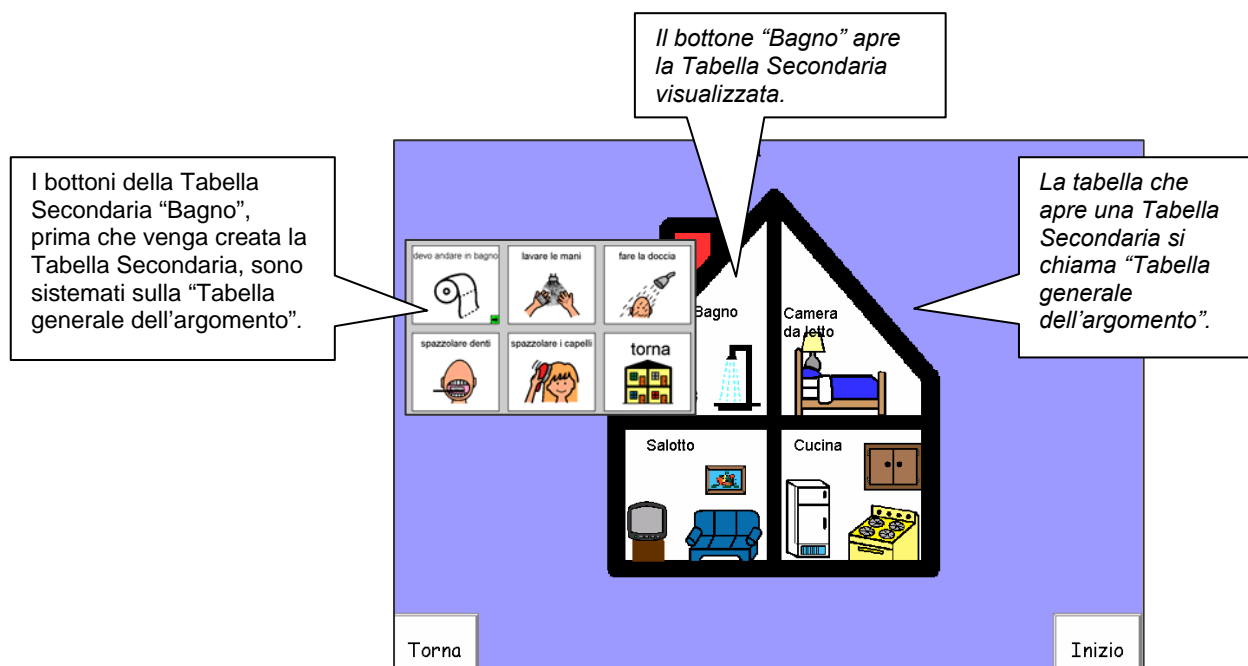 Il bottone “Bagno” apre
la Tabella Secondaria
visualizzata.
I bottoni della Tabella
Secondaria “Bagno”,
prima che venga creata la
Tabella Secondaria, sono
sistemati sulla “Tabella
generale dell’argomento”.
La tabella che
apre una Tabella
Secondaria si
chiama “Tabella
generale
dell’argomento”.
devo andare in bagno
lavare le mani
fare la doccia
spazzolare denti
spazzolare i capelli
torna
Bagno
Camera
da letto
Salotto
Cucina
Torna
Inizio